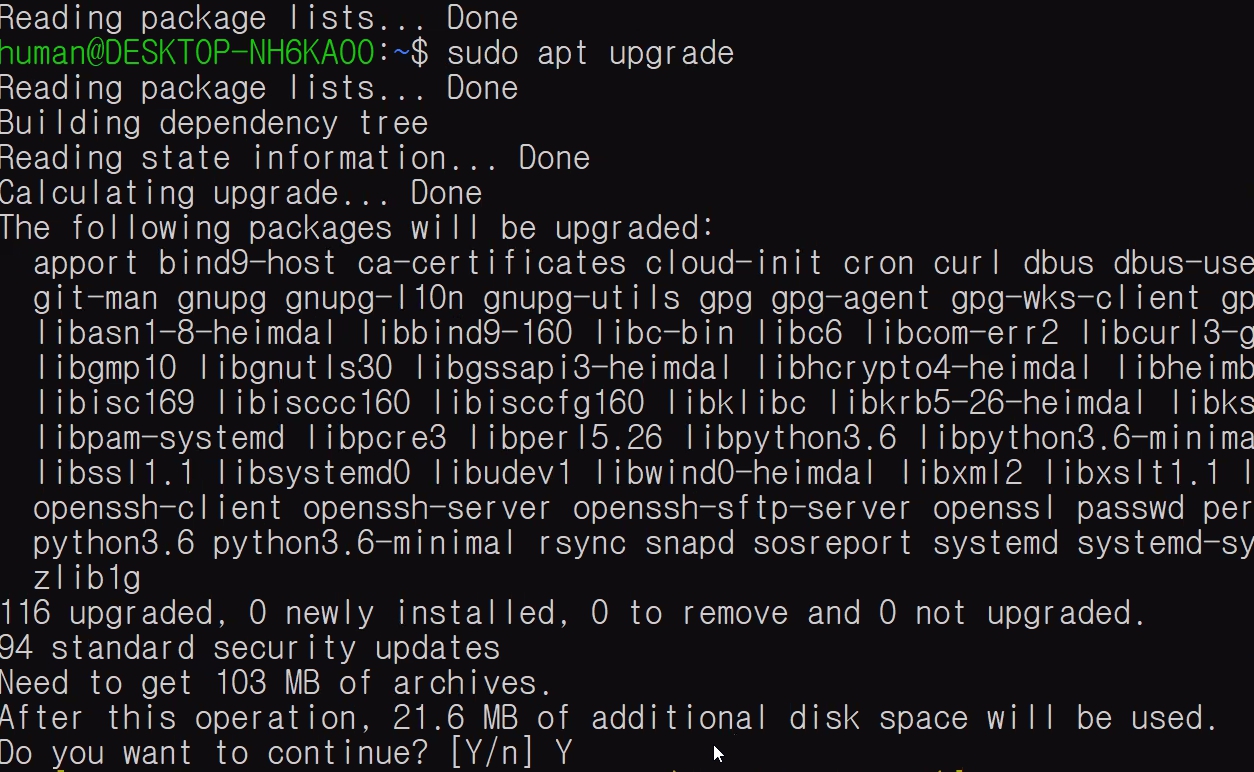 Reading package lists... Done
human@DESKTOP-NH6KAOO:~$ sudo apt upgrade
Reading package lists... Done
Building dependency tree
Reading state information... Done
Calculating upgrade... Done
The following packages will be upgraded:
apport bind9-host ca-certificates cloud-init cron curl dbus dbus-use
git-man gnupg gnupg-l10n gnupg-utils gpg gpg-agent gpg-wks-client gp
libasn1-8-heimdal libbind9-160 libc-bin libc6 libcom-err2 libcurl3-g
libgmp10 libgnutls30 libgssapi3-heimdal libhcrypto4-heimdal libheimb
libisc169 libisccc160 libisccfg160 libklibc libkrb5-26-heimdal libks
libpam-systemd libpcre3 libperl5.26 libpython3.6 libpython3.6-minima
libssl1.1 libsystemd0 libudev1 libwind0-heimdal libxml2 libxslt1.1 l
openssh-client openssh-server openssh-sftp-server openssl passwd per
python3.6 python3.6-minimal rsync snapd sosreport systemd systemd-sy
zlib1g
116 upgraded, 0 newly installed, 0 to remove and 0 not upgraded.
94 standard security updates
Need to get 103 MB of archives.
After this operation, 21.6 MB of additional disk space will be used.
Do you want to continue? [Y/n] Y